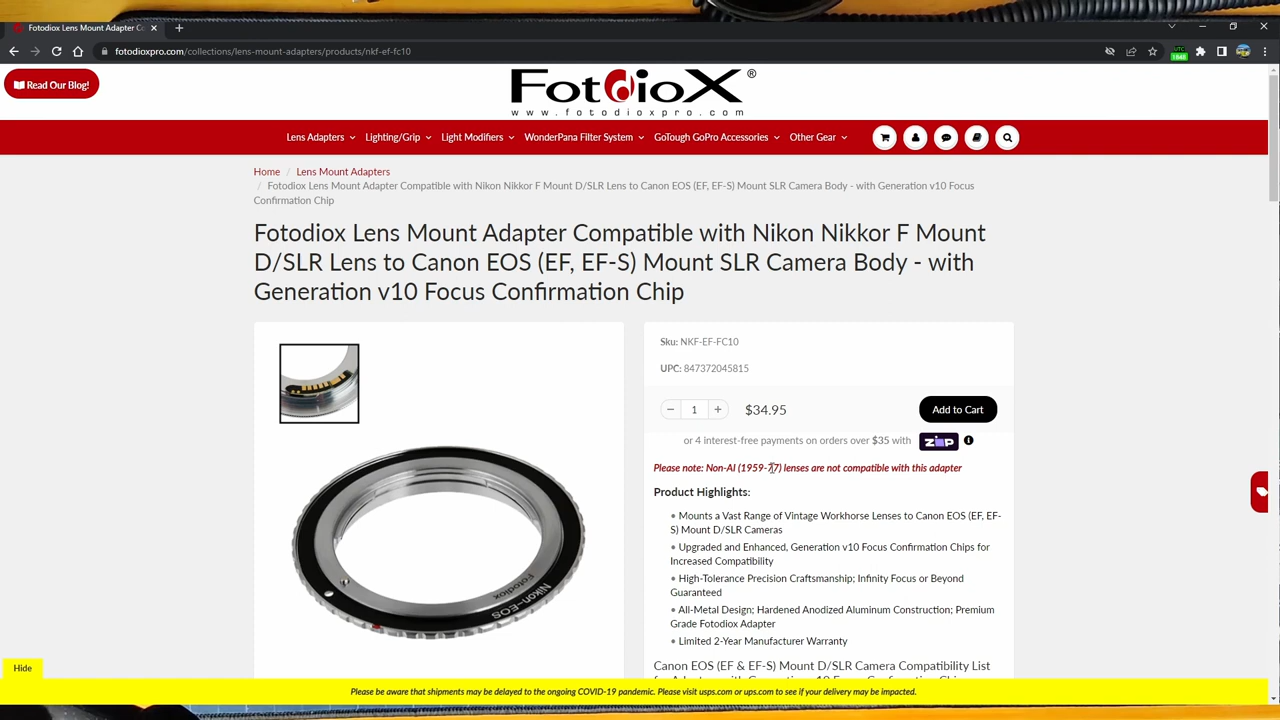 Fotodiox Lens Mount Adapter Co
fotodioxpro.com/collections/lens-mount-adapters/products/nkf-ef-fc10
1848
Read Our Blog!
FotodioX ®
www.fotodioxpro.com
Lens Adapters Lighting/Grip Light Modifiers WonderPana Filter System GoTough GoPro Accessories Other Gear
Home / Lens Mount Adapters
/ Fotodiox Lens Mount Adapter Compatible with Nikon Nikkor F Mount D/SLR Lens to Canon EOS (EF, EF-S) Mount SLR Camera Body - with Generation v10 Focus
Confirmation Chip
Fotodiox Lens Mount Adapter Compatible with Nikon Nikkor F Mount
D/SLR Lens to Canon EOS (EF, EF-S) Mount SLR Camera Body - with
Generation v10 Focus Confirmation Chip
Sku: NKF-EF-FC10
UPC: 847372045815
− 1 + $34.95 Add to Cart
or 4 interest-free payments on orders over $35 with zip
Please note: Non-AI (1959-77) lenses are not compatible with this adapter
Product Highlights:
• Mounts a Vast Range of Vintage Workhorse Lenses to Canon EOS (EF, EF-
S) Mount D/SLR Cameras
• Upgraded and Enhanced, Generation v10 Focus Confirmation Chips for
Increased Compatibility
• High-Tolerance Precision Craftsmanship; Infinity Focus or Beyond
Guaranteed
• All-Metal Design; Hardened Anodized Aluminum Construction; Premium
Grade Fotodiox Adapter
• Limited 2-Year Manufacturer Warranty
Canon EOS (EF & EF-S) Mount D/SLR Camera Compatibility List
Fotodiox
Nikon-EOS
Hide
Please be aware that shipments may be delayed to the ongoing COVID-19 pandemic. Please visit usps.com or ups.com to see if your delivery may be impacted.